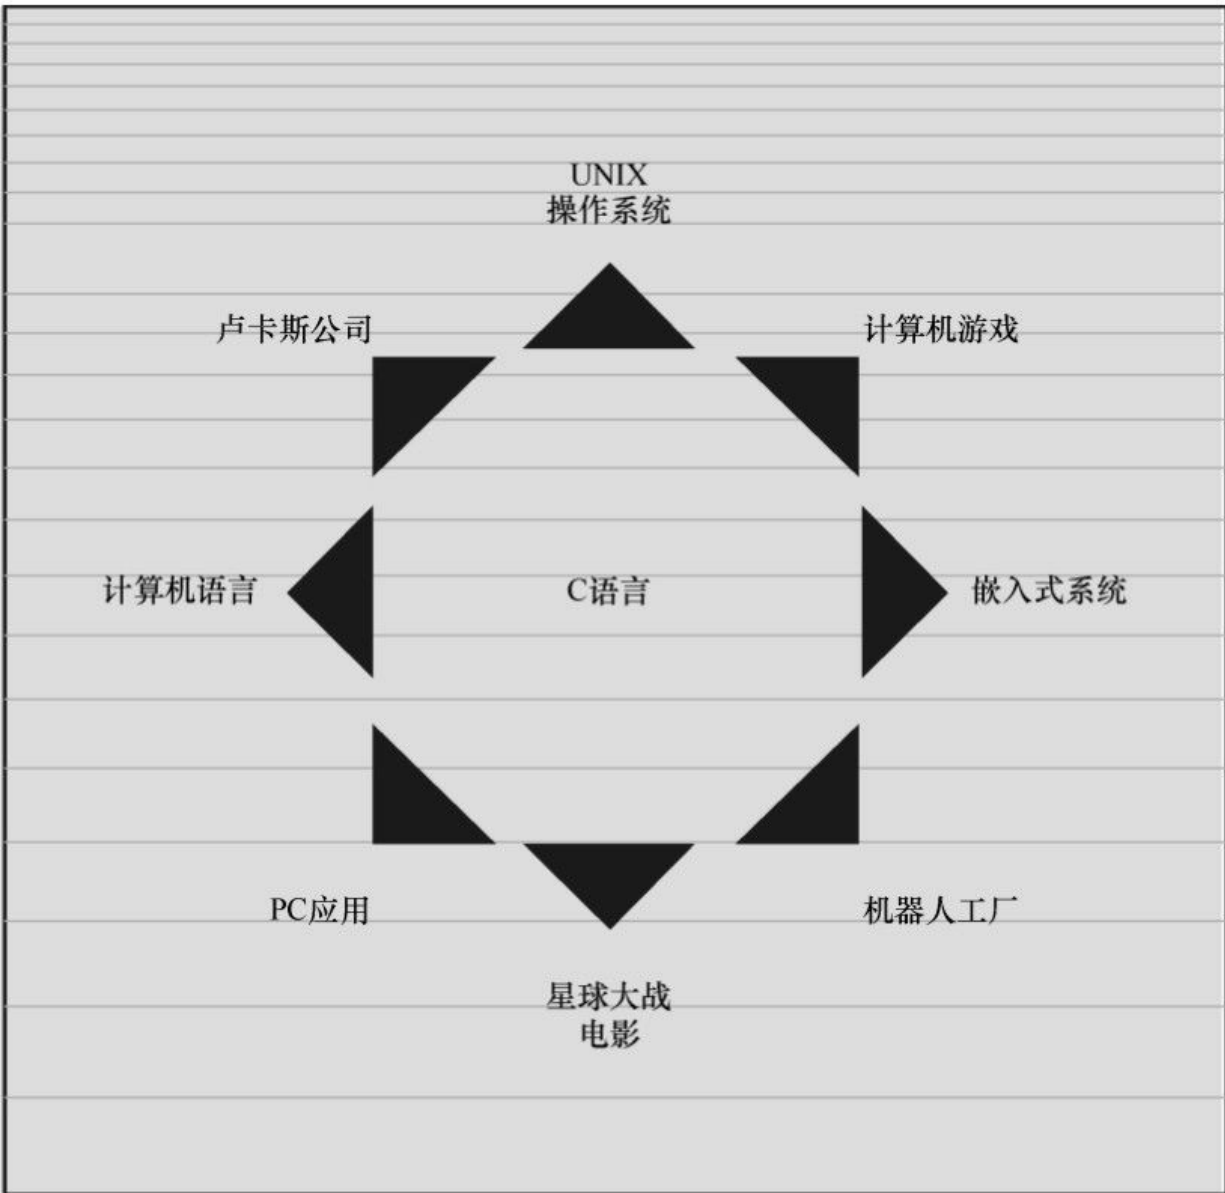 UNIX
操作系统
卢卡斯公司
计算机游戏
计算机语言
C语言
嵌入式系统
PC应用
机器人工厂
星球大战
电影